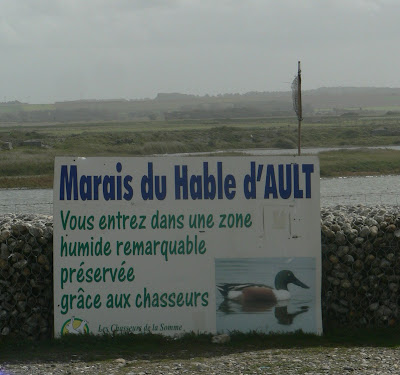 Marais du Hable d'AULT
Vous entrez dans une zone
humide remarquable
préservée
grâce aux chasseurs
Les Chasseurs de la Somme